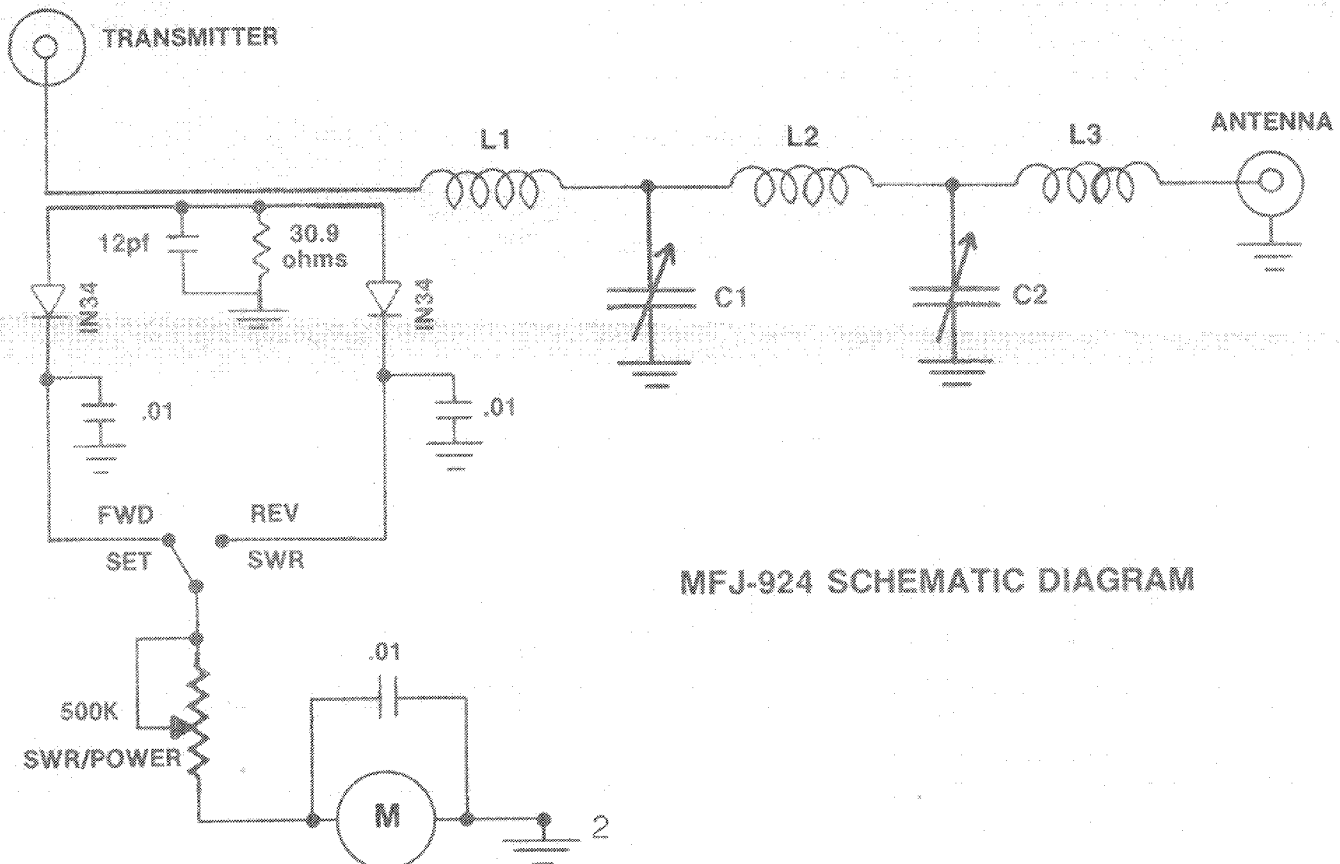 TRANSMITTER
L1
L2
L3
ANTENNA
12pf
30.9
ohms
IN34
IN34
C1
C2
.01
.01
FWD
REV
SET
SWR
MFJ-924 SCHEMATIC DIAGRAM
.01
500K
SWR/POWER
M
2